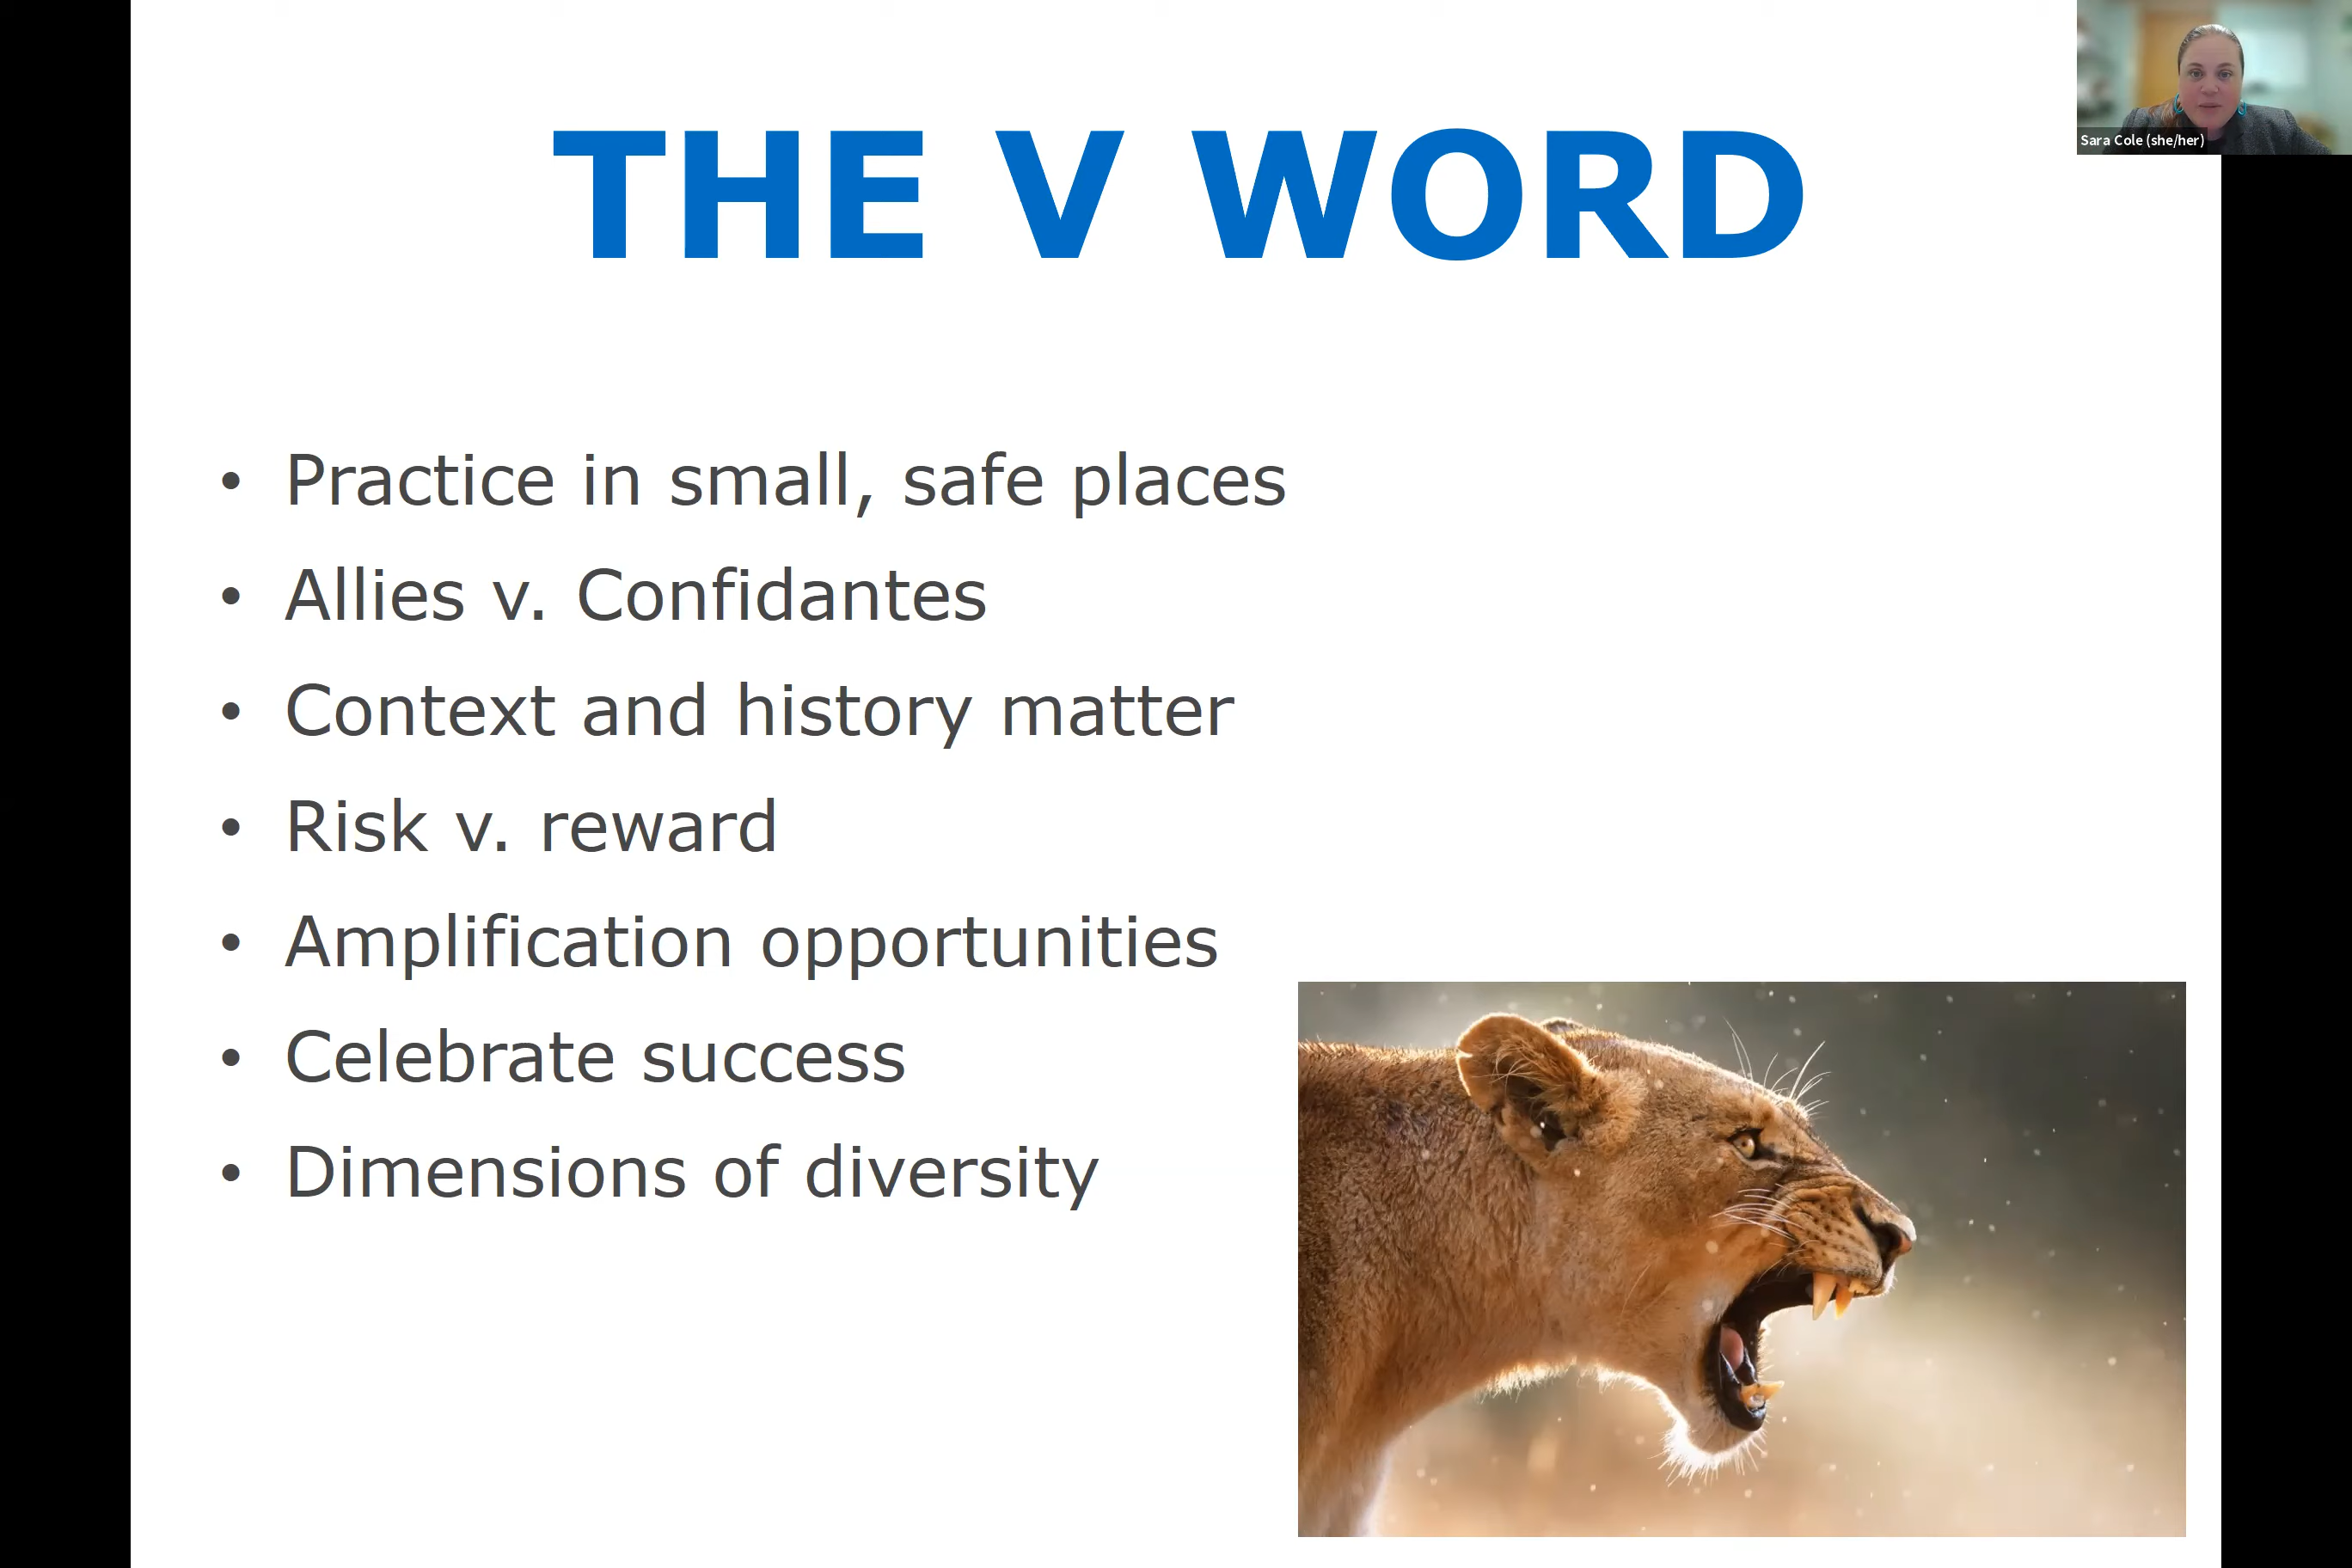 THE V WORD
Sara Cole (she/her)
• Practice in small, safe places
• Allies v. Confidantes
• Context and history matter
• Risk v. reward
• Amplification opportunities
• Celebrate success
• Dimensions of diversity